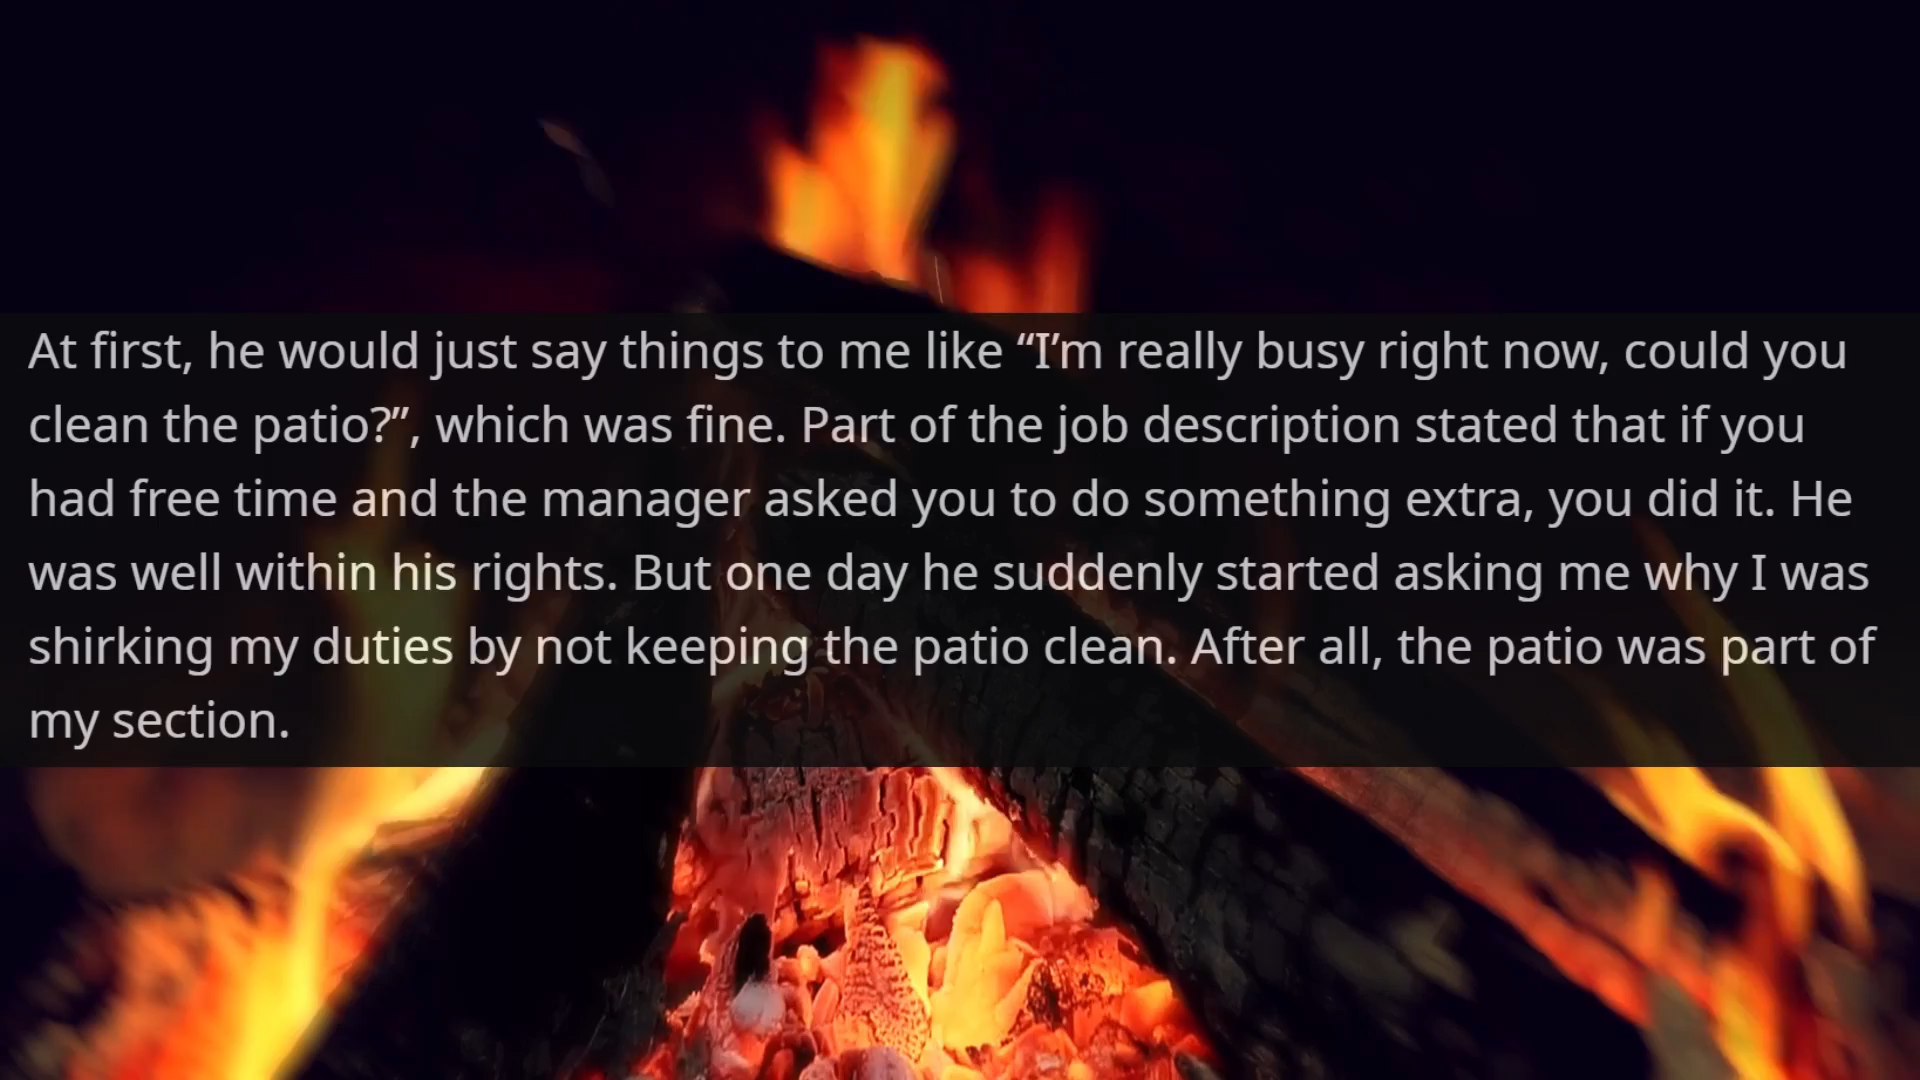 At first, he would just say things to me like “I’m really busy right now, could you
clean the patio?”, which was fine. Part of the job description stated that if you
had free time and the manager asked you to do something extra, you did it. He
was well within his rights. But one day he suddenly started asking me why I was
shirking my duties by not keeping the patio clean. After all, the patio was part of
my section.